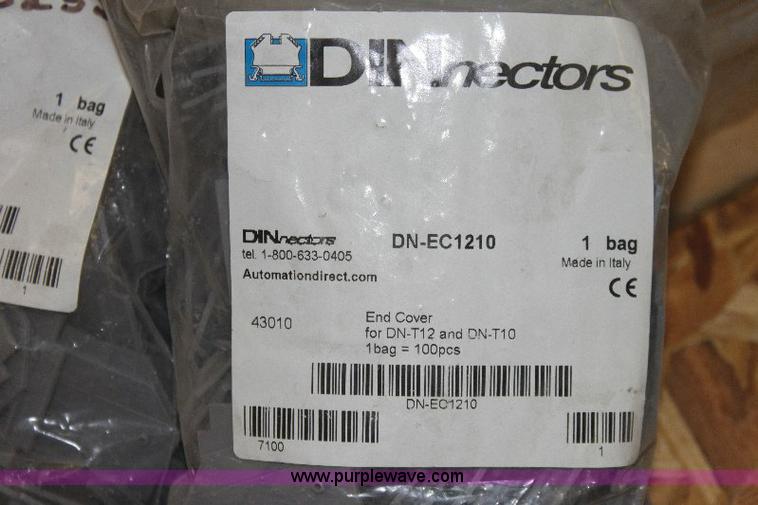 1 bag
Made in Italy
CE
1
DINnectors
DINnectors
tel. 1-800-633-0405
Automationdirect.com
DN-EC1210
1 bag
Made in Italy
CE
43010
End Cover
for DN-T12 and DN-T10
1bag = 100pcs
DN-EC1210
7100
1
www.purplewave.com